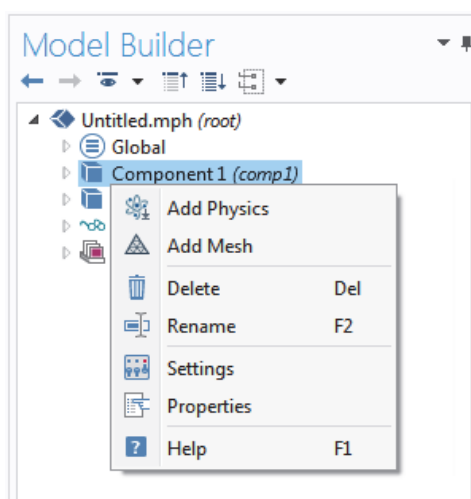 Model Builder
Untitled.mph (root)
Global
Component 1 (comp1)
Add Physics
Add Mesh
Delete Del
Rename F2
Settings
Properties
Help F1